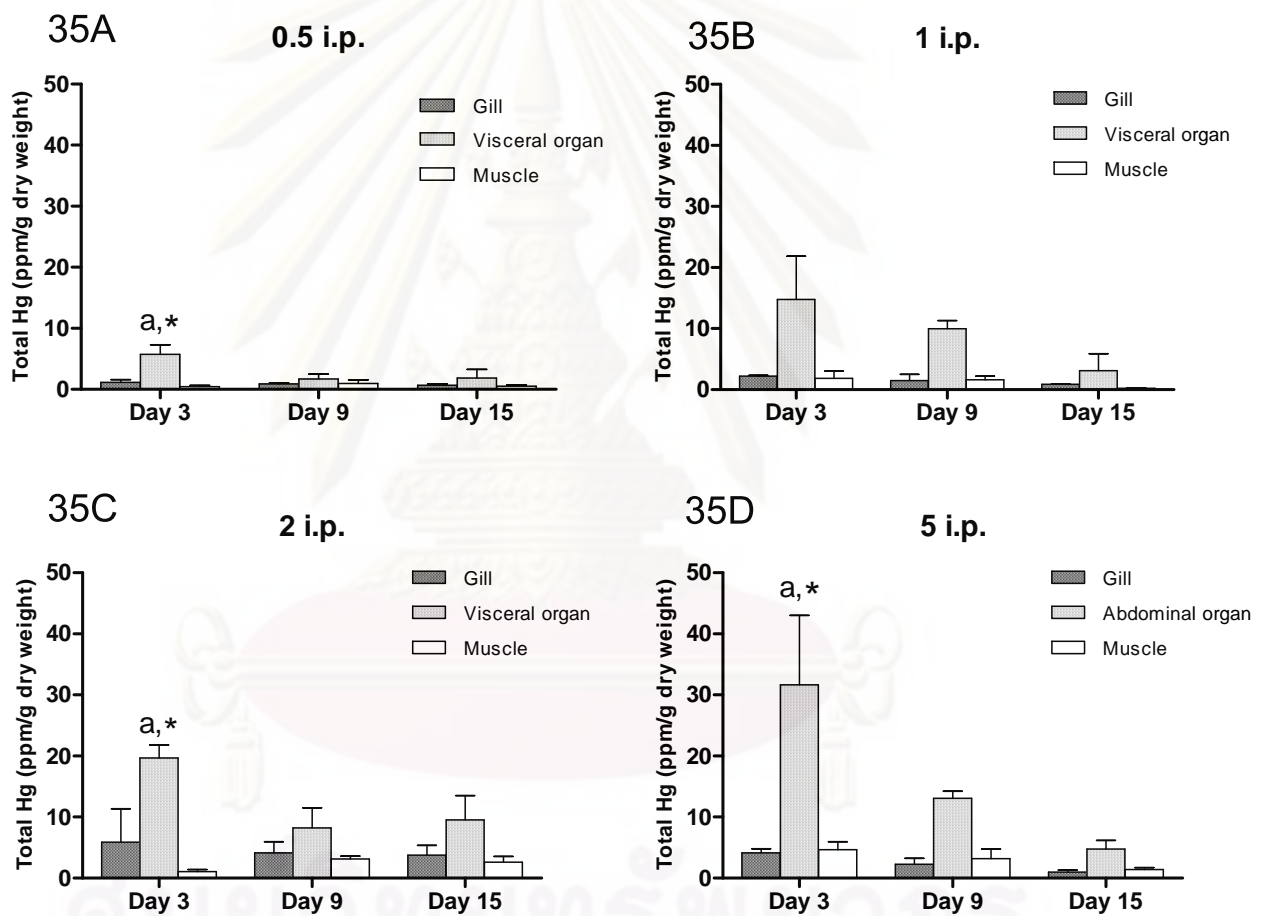 35A
0.5 i.p.
Total Hg (ppm/g dry weight)
50
40
30
20
10
0
Gill
Visceral organ
Muscle
a,*
Day 3
Day 9
Day 15
35B
1 i.p.
Total Hg (ppm/g dry weight)
50
40
30
20
10
0
Gill
Visceral organ
Muscle
Day 3
Day 9
Day 15
35C
2 i.p.
Total Hg (ppm/g dry weight)
50
40
30
20
10
0
Gill
Visceral organ
Muscle
a,*
Day 3
Day 9
Day 15
35D
5 i.p.
Total Hg (ppm/g dry weight)
50
40
30
20
10
0
Gill
Abdominal organ
Muscle
a,*
Day 3
Day 9
Day 15